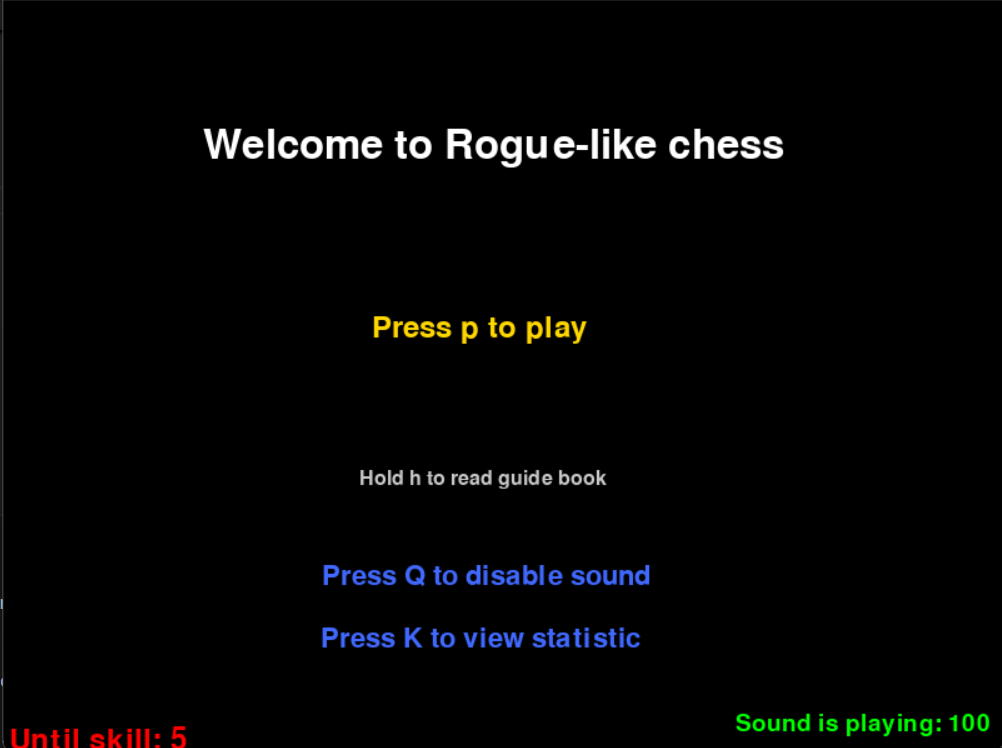 Welcome to Rogue-like chess
Press p to play
Hold h to read guide book
Press Q to disable sound
Press K to view statistic
Sound is playing: 100
Until skill: 5